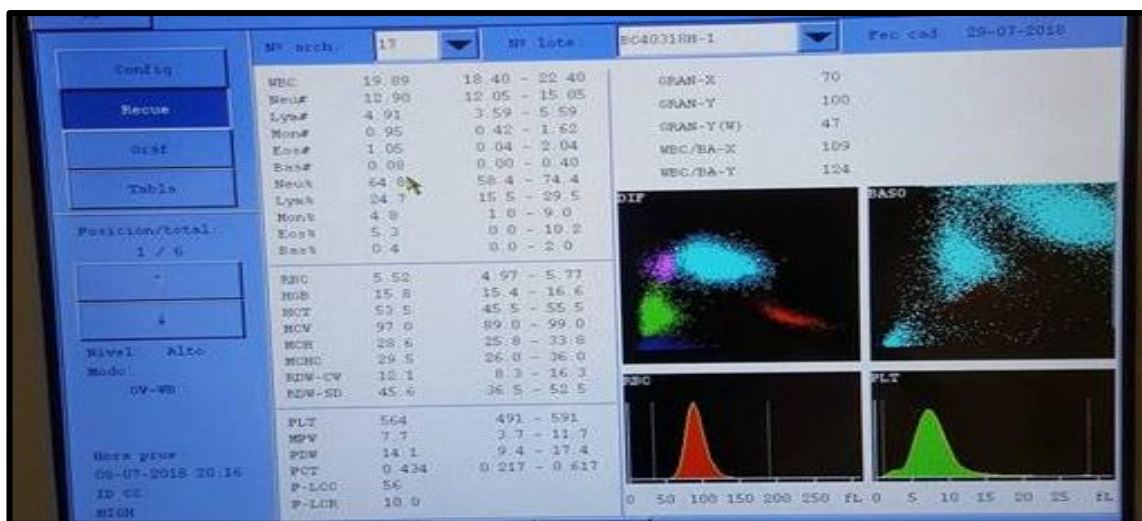 Nº arch: 17 Nº lote: BC40318H-1 Fec cad 29-07-2018
Config
Recue
Gráf
Tabla
Posicion/total:
1 / 6
Nivel Alto
Modo
OV-WB
Hora prue
20:16
ID CC
HIGH
WBC 19.89 18.40 - 22.40
Neu# 12.90 12.05 - 15.05
Lym# 4.91 3.59 - 5.59
Mon# 0.95 0.42 - 1.62
Eos# 1.05 0.04 - 2.04
Bas# 0.08 0.00 - 0.40
Neu% 64.8 58.4 - 74.4
Lym% 24.7 15.5 - 29.5
Mon% 4.8 1.0 - 9.0
Eos% 5.3 0.0 - 10.2
Bas% 0.4 0.0 - 2.0
RBC 5.52 4.97 - 5.77
HGB 15.8 15.4 - 16.6
HCT 53.5 45.5 - 55.5
MCV 97.0 89.0 - 99.0
MCH 28.6 25.8 - 33.8
MCHC 29.5 26.0 - 36.0
RDW-CV 12.1 8.3 - 16.3
RDW-SD 45.6 36.5 - 52.5
PLT 564 491 - 591
MPV 7.7 3.7 - 11.7
PDW 14.1 9.4 - 17.4
PCT 0.434 0.217 - 0.617
P-LCC 56
P-LCR 10.0
GRAN-X 70
GRAN-Y 100
GRAN-Y(W) 47
WBC/BA-X 109
WBC/BA-Y 124
DIF
BASO
RBC
0 50 100 150 200 250 fL
PLT
0 5 10 15 20 25 fL